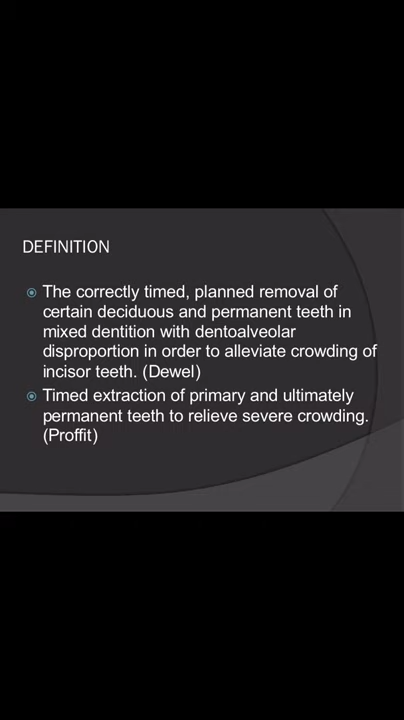 DEFINITION
The correctly timed, planned removal of
certain deciduous and permanent teeth in
mixed dentition with dentoalveolar
disproportion in order to alleviate crowding of
incisor teeth. (Dewel)
Timed extraction of primary and ultimately
permanent teeth to relieve severe crowding.
(Proffit)